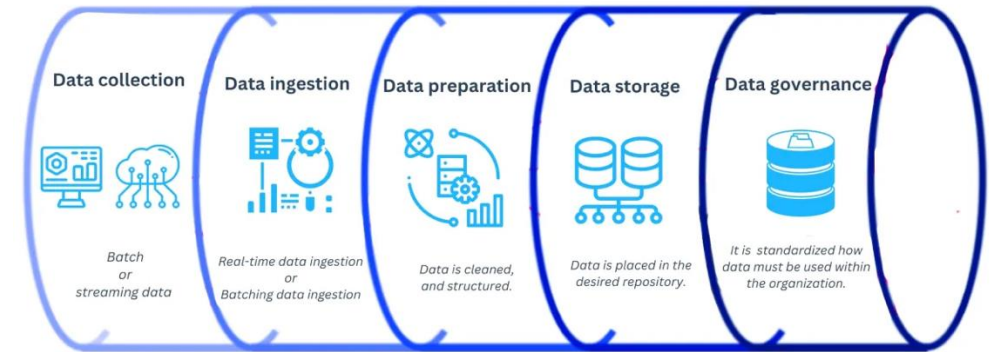 Data collection
Batch
or
streaming data
Data ingestion
Real-time data ingestion
or
Batching data ingestion
Data preparation
Data is cleaned,
and structured.
Data storage
Data is placed in the
desired repository.
Data governance
It is standardized how
data must be used within
the organization.